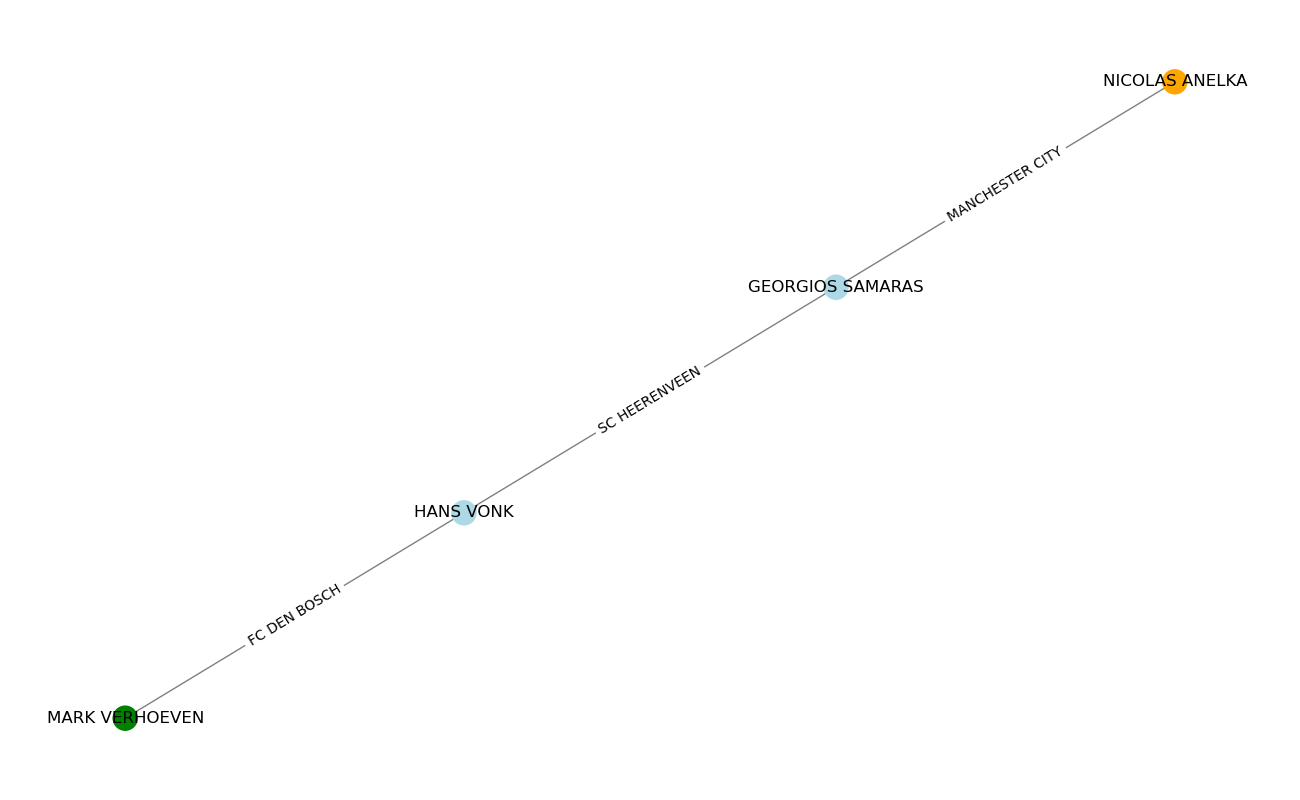 NICOLAS ANELKA
MANCHESTER CITY
GEORGIOS SAMARAS
SC HEERENVEEN
HANS VONK
FC DEN BOSCH
MARK VERHOEVEN